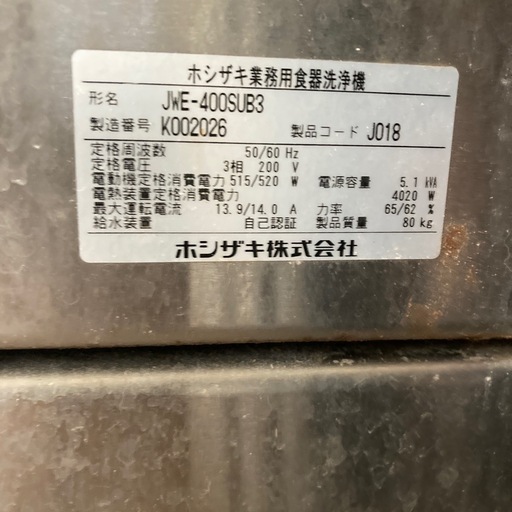 ホシザキ業務用食器洗浄機
形名 JWE-400SUB3
製造番号 K002026 製品コード J018
定格周波数 50/60 Hz
定格電圧 3相 200 V
電動機定格消費電力 515/520 W 電源容量 5.1 kVA
電熱装置定格消費電力 4020 W
最大運転電流 13.9/14.0 A 力率 65/62 %
給水装置 自己認証 製品質量 80 kg
ホシザキ株式会社